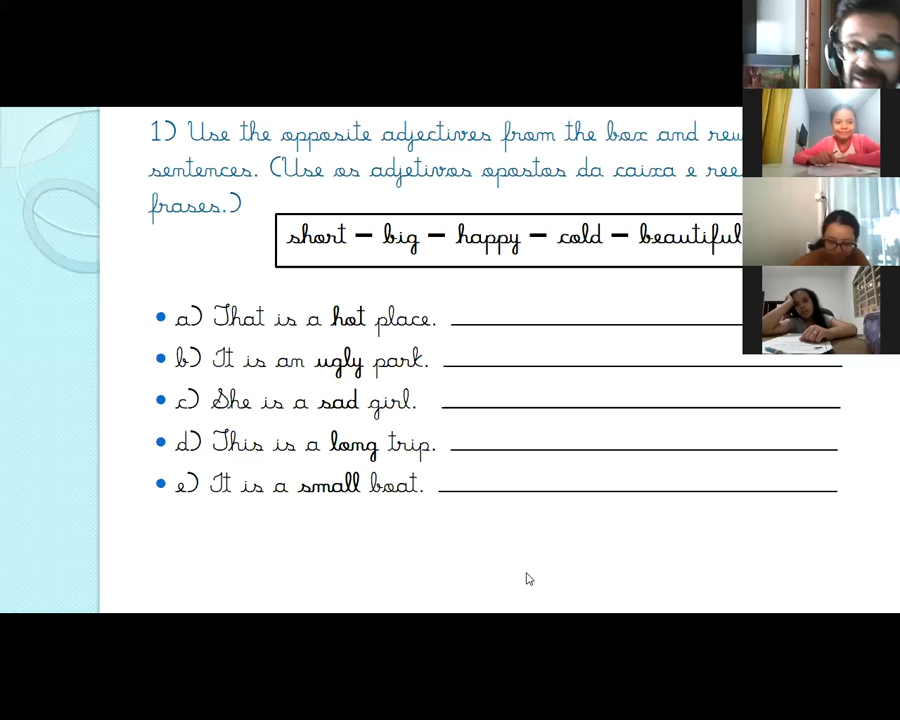 1) Use the opposite adjectives from the box and
sentences. (Use os adjetivos opostos da caixa e
frases.)
short – big – happy – cold – beautiful
a) That is a hot place.
b) It is an ugly park.
c) She is a sad girl.
d) This is a long trip.
e) It is a small boat.